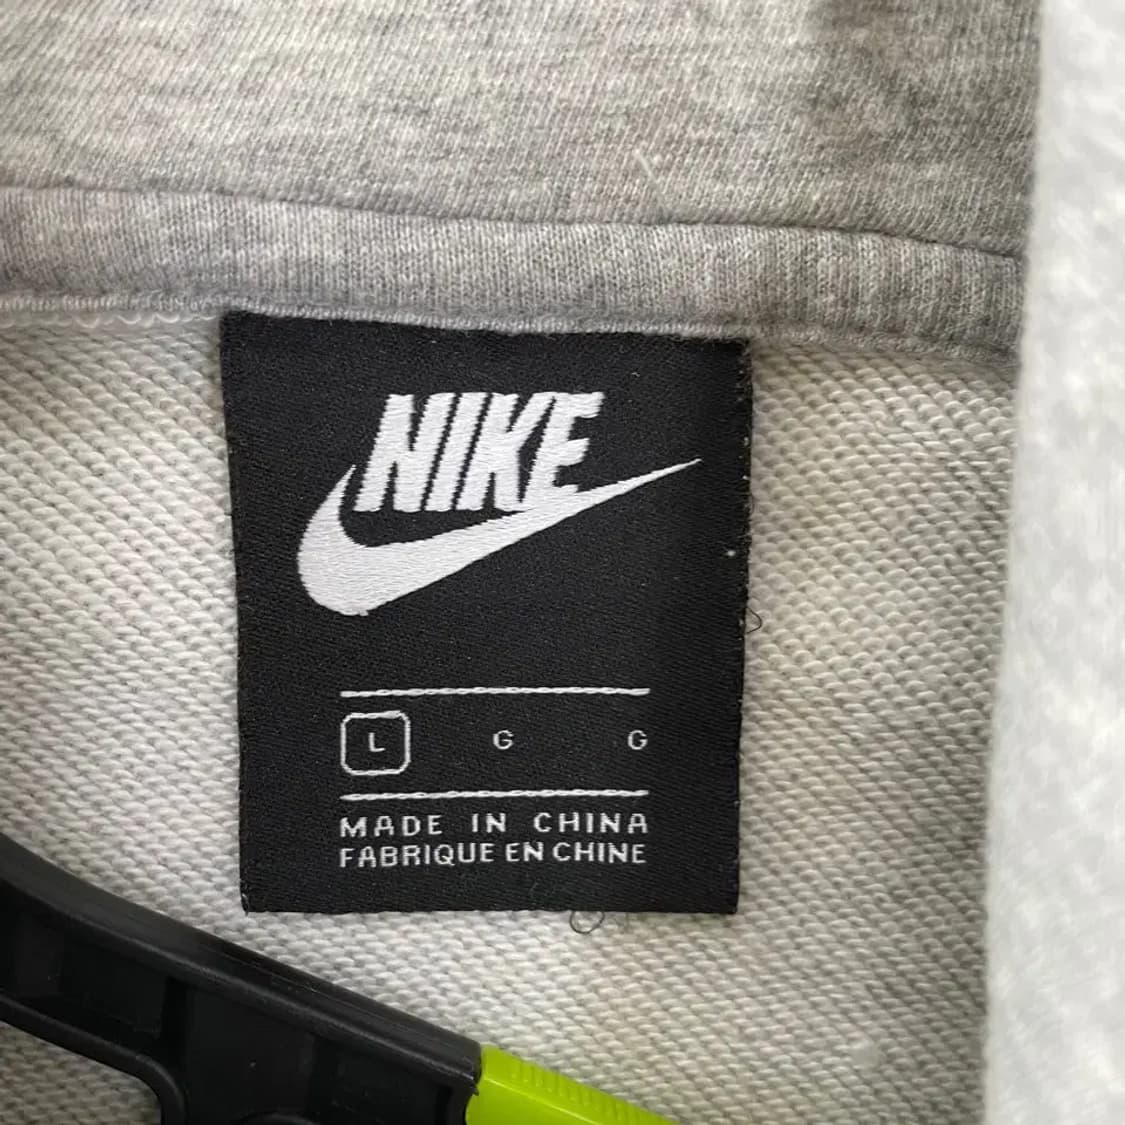 NIKE
L G G
MADE IN CHINA
FABRIQUE EN CHINE